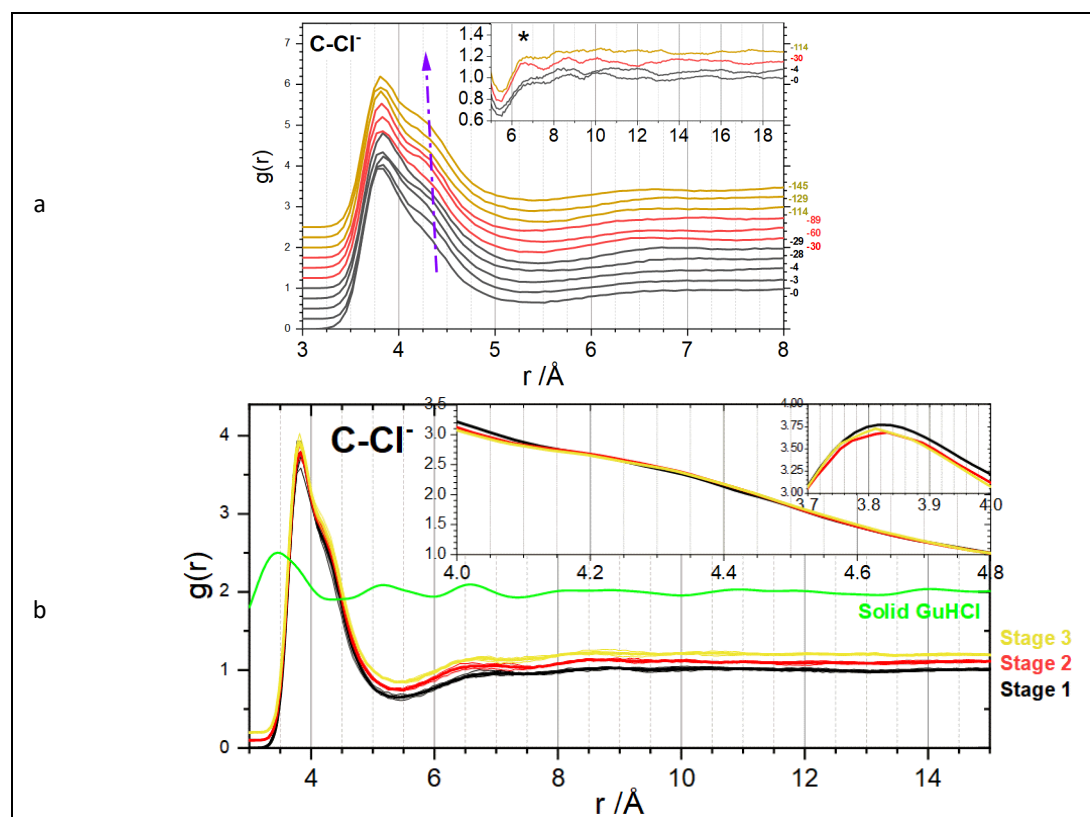 a
C-Cl⁻
g(r)
7
6
5
4
3
2
1
0
3 4 5 6 7 8
r /Å
*
1.4
1.2
1.0
0.8
0.6
6 8 10 12 14 16 18
-114
-30
-4
-0
-145
-129
-114
-89
-60
-29
-30
-28
-4
-3
-0
b
C-Cl⁻
g(r)
4
3
2
1
0
4 6 8 10 12 14
r /Å
3.5
3.0
2.5
2.0
1.5
1.0
4.0 4.2 4.4 4.6 4.8
4.00
3.75
3.50
3.25
3.00
3.7 3.8 3.9 4.0
Solid GuHCl
Stage 3
Stage 2
Stage 1